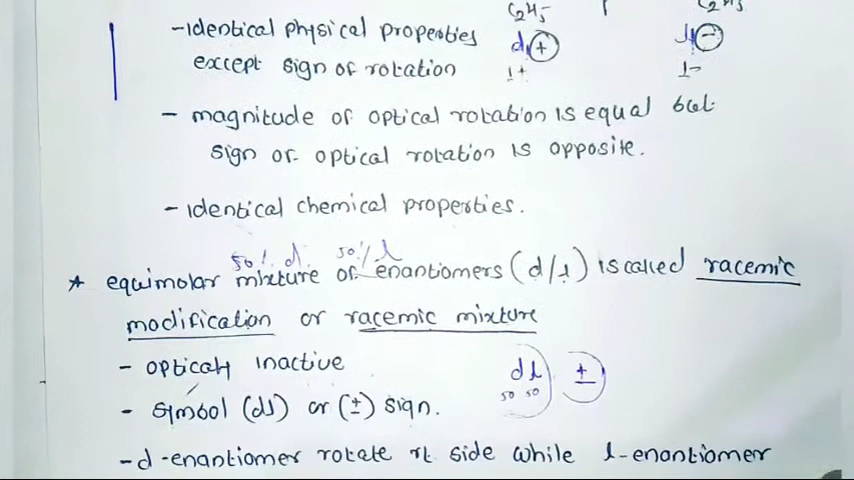 C2H5 C2H5
-identical physical properties d (+) l (-)
except sign of rotation
- magnitude of optical rotation is equal but
sign of optical rotation is opposite.
- identical chemical properties.
50% d 50% l
* equimolar mixture of enantiomers (d/l) is called racemic
modification or racemic mixture
- optically inactive dl ±
- symbol (dl) or (±) sign. 50 50
-d-enantiomer rotate rt side while l-enantiomer